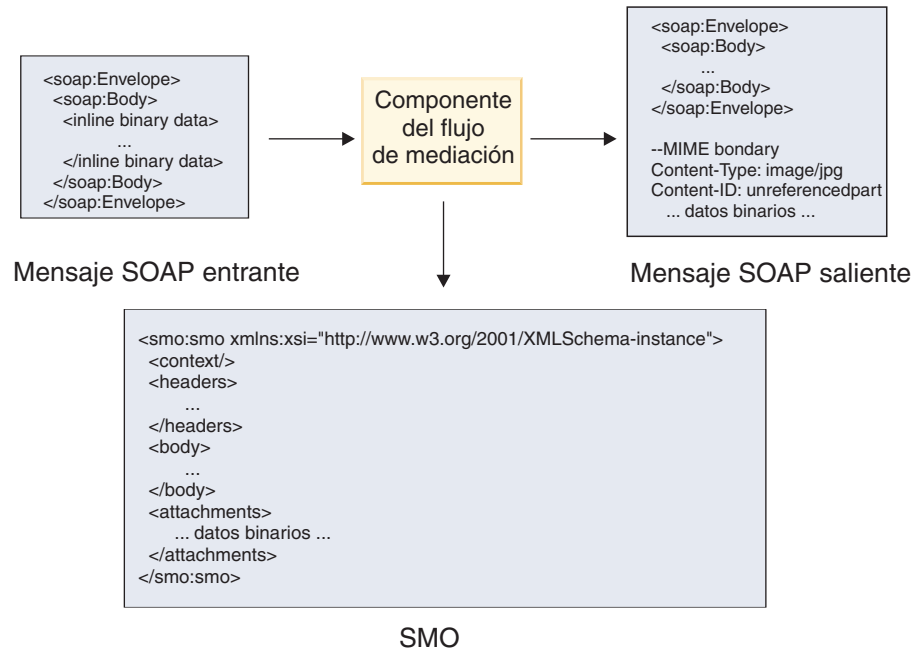 <soap:Envelope>
<soap:Body>
<inline binary data>
...
</inline binary data>
</soap:Body>
</soap:Envelope>
Mensaje SOAP entrante
Componente
del flujo
de mediación
<soap:Envelope>
<soap:Body>
...
</soap:Body>
</soap:Envelope>
--MIME bondary
Content-Type: image/jpg
Content-ID: unreferencedpart
... datos binarios ...
Mensaje SOAP saliente
<smo:smo xmlns:xsi="http://www.w3.org/2001/XMLSchema-instance">
<context/>
<headers>
...
</headers>
<body>
...
</body>
<attachments>
... datos binarios ...
</attachments>
</smo:smo>
SMO